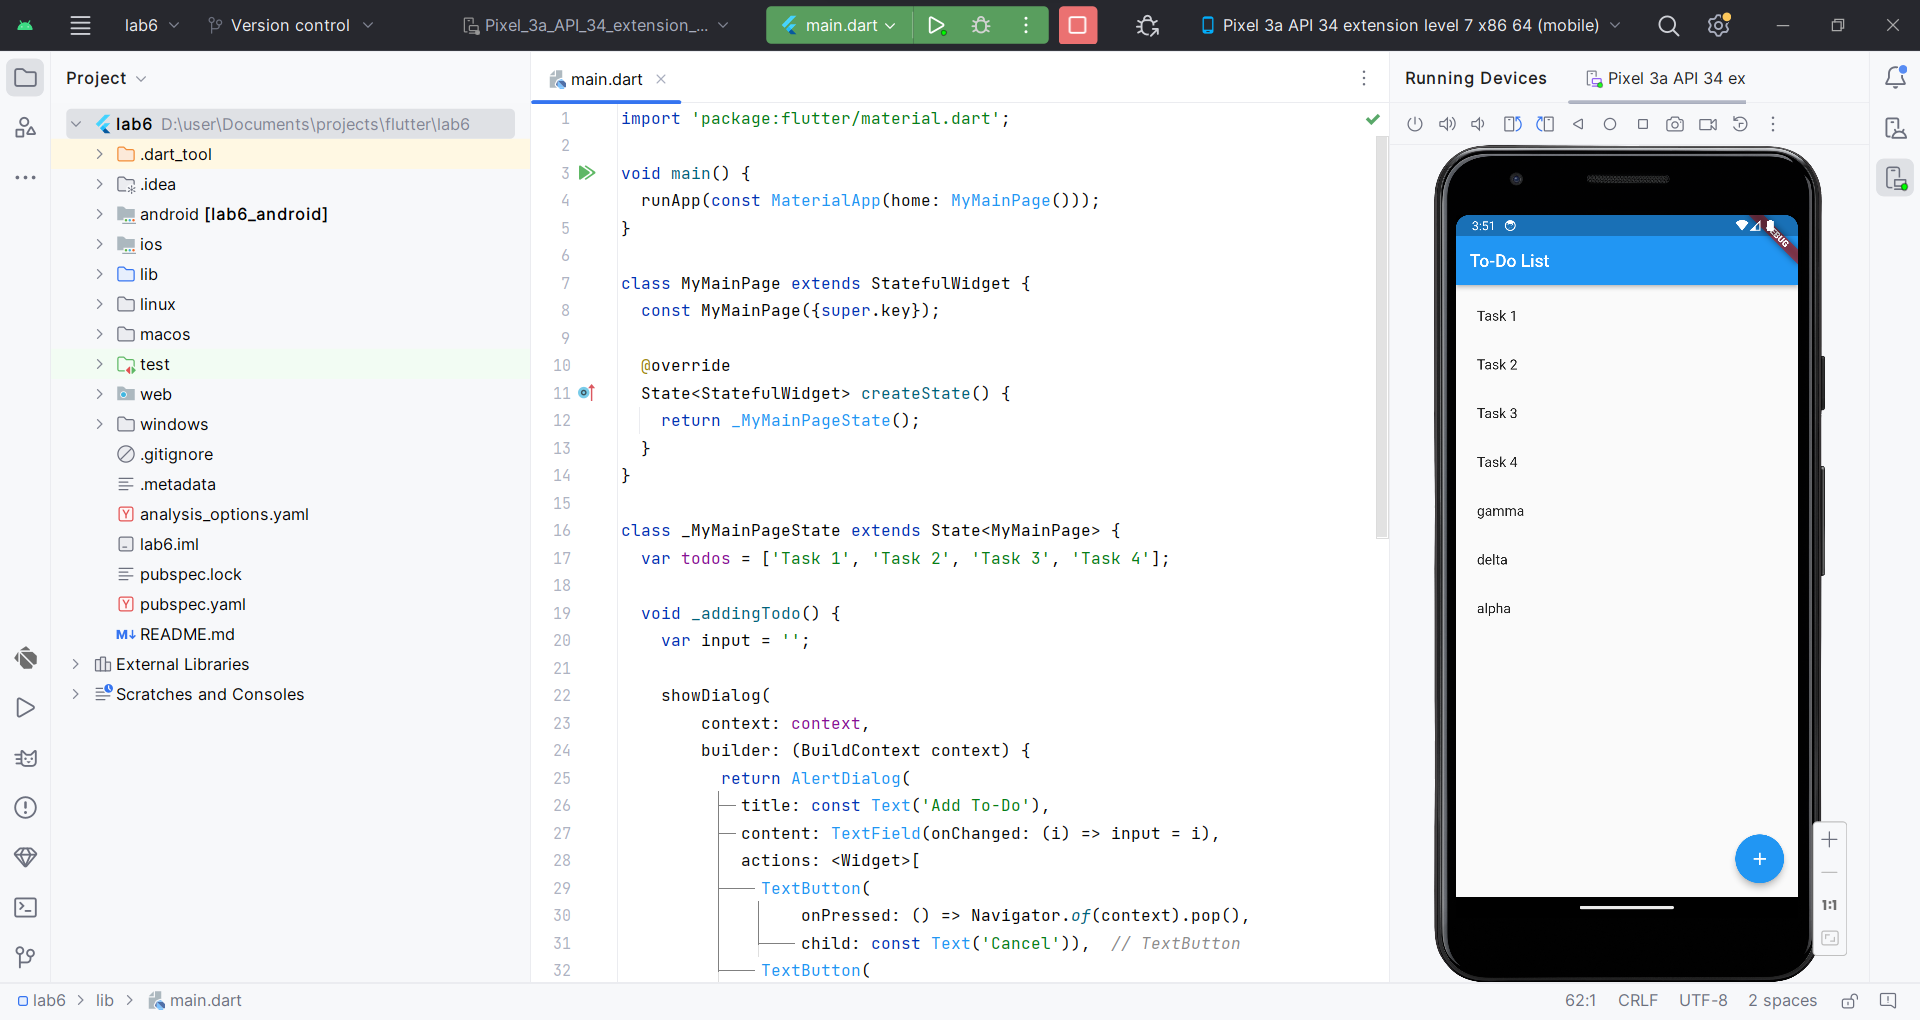 lab6
Version control
Pixel_3a_API_34_extension_...
main.dart
Pixel 3a API 34 extension level 7 x86 64 (mobile)
Project
lab6 D:\user\Documents\projects\flutter\lab6
.dart_tool
.idea
android [lab6_android]
ios
lib
linux
macos
test
web
windows
.gitignore
.metadata
analysis_options.yaml
lab6.iml
pubspec.lock
pubspec.yaml
README.md
External Libraries
Scratches and Consoles
main.dart
1 import 'package:flutter/material.dart';
2
3 void main() {
4 runApp(const MaterialApp(home: MyMainPage()));
5 }
6
7 class MyMainPage extends StatefulWidget {
8 const MyMainPage({super.key});
9
10 @override
11 State<StatefulWidget> createState() {
12 return _MyMainPageState();
13 }
14 }
15
16 class _MyMainPageState extends State<MyMainPage> {
17 var todos = ['Task 1', 'Task 2', 'Task 3', 'Task 4'];
18
19 void _addingTodo() {
20 var input = '';
21
22 showDialog(
23 context: context,
24 builder: (BuildContext context) {
25 return AlertDialog(
26 title: const Text('Add To-Do'),
27 content: TextField(onChanged: (i) => input = i),
28 actions: <Widget>[
29 TextButton(
30 onPressed: () => Navigator.of(context).pop(),
31 child: const Text('Cancel')), // TextButton
32 TextButton(
Running Devices
Pixel 3a API 34 ex
3:51
DEBUG
To-Do List
Task 1
Task 2
Task 3
Task 4
gamma
delta
alpha
+
1:1
lab6 > lib > main.dart
62:1 CRLF UTF-8 2 spaces